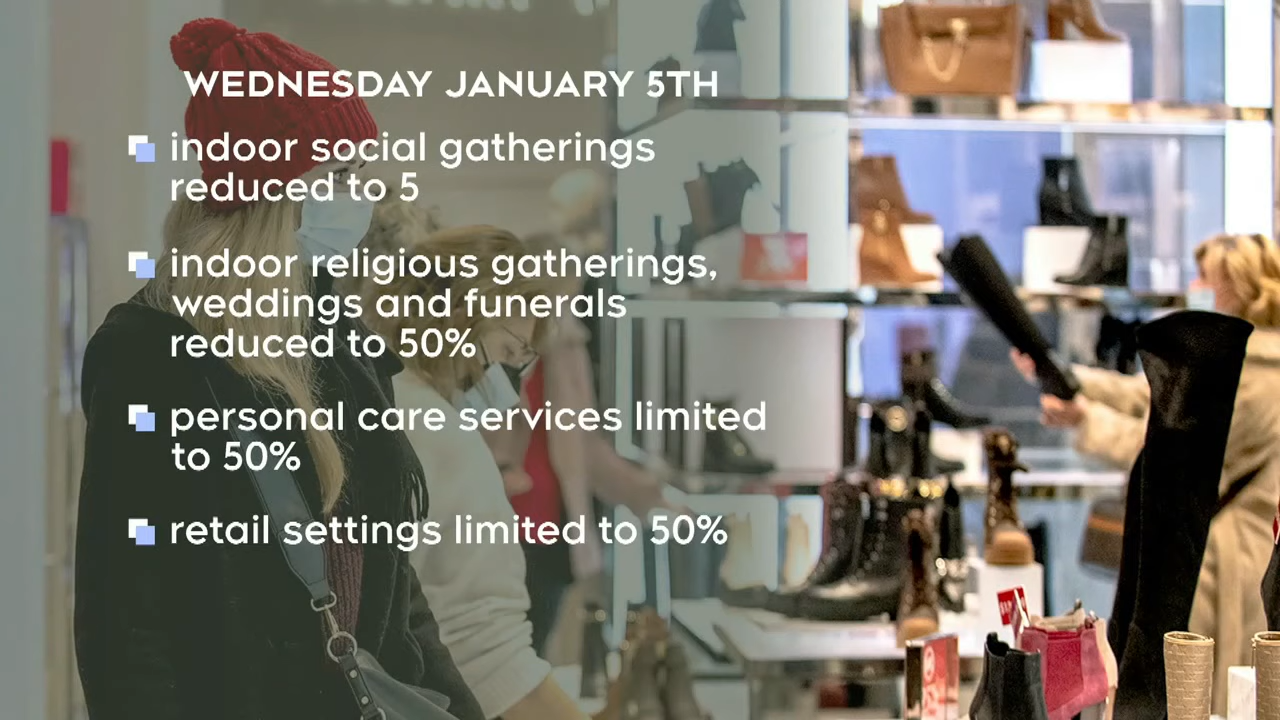 WEDNESDAY JANUARY 5TH
indoor social gatherings
reduced to 5
indoor religious gatherings,
weddings and funerals
reduced to 50%
personal care services limited
to 50%
retail settings limited to 50%